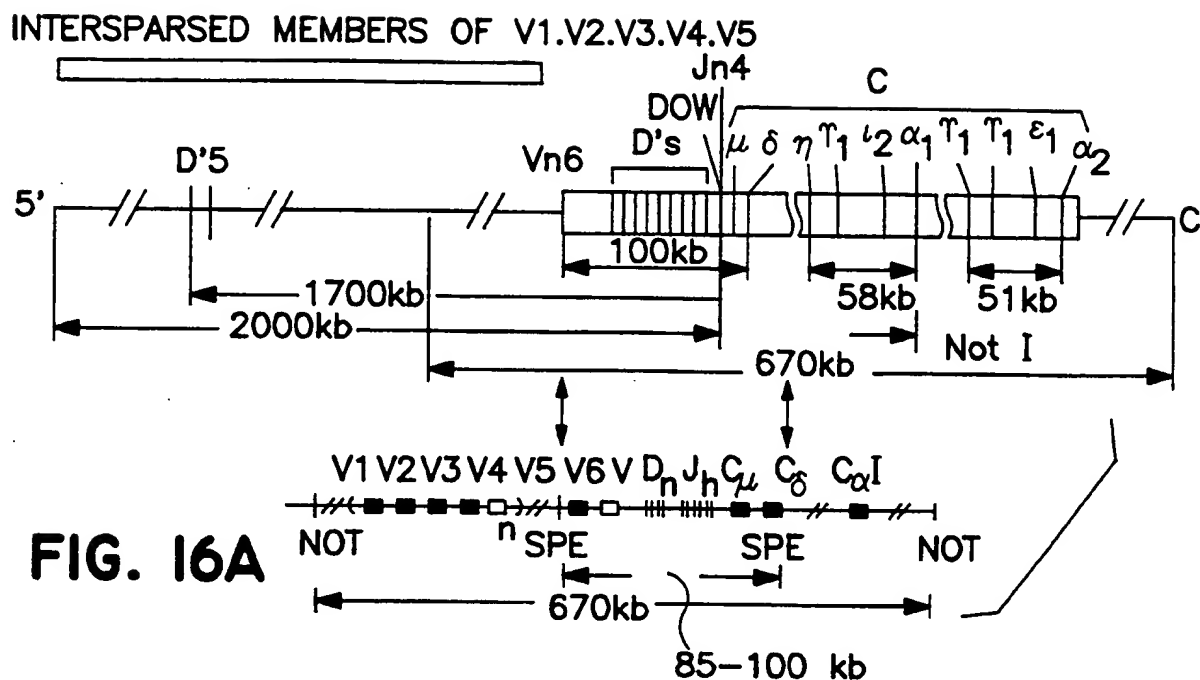 INTERSPARSED MEMBERS OF V1.V2.V3.V4.V5
Jn4
C
DOW
D's
μ δ η ϒ1 ι2 α1 ϒ1 ϒ1 ε1 α2
D'5
Vn6
5'
C
100kb
1700kb
58kb
51kb
2000kb
Not I
670kb
V1 V2 V3 V4 V5 V6 V Dn Jh Cμ Cδ CαI
n
NOT
SPE
SPE
NOT
FIG. 16A
670kb
85-100 kb